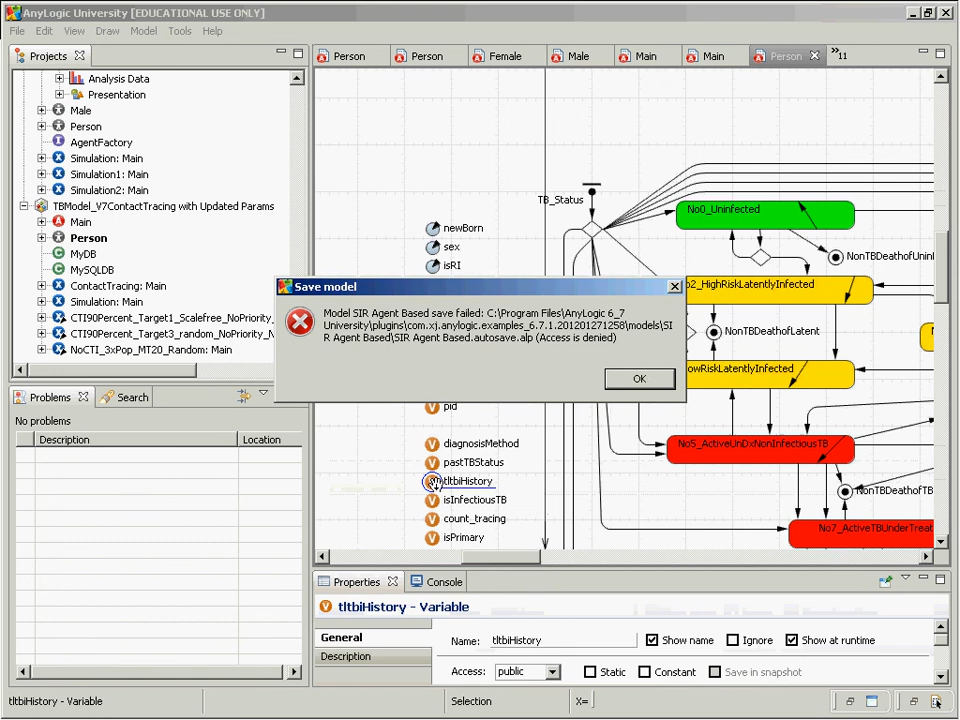 AnyLogic University [EDUCATIONAL USE ONLY]
File Edit View Draw Model Tools Help
Projects
Person
Person
Female
Male
Main
Main
Person
»11
Analysis Data
Presentation
Male
Person
AgentFactory
Simulation: Main
Simulation1: Main
Simulation2: Main
TBModel_V7ContactTracing with Updated Params
Main
Person
MyDB
MySQLDB
ContactTracing: Main
Simulation: Main
CTI90Percent_Target1_Scalefree_NoPriority_
CTI90Percent_Target3_random_NoPriority_
NoCTI_3xPop_MT20_Random: Main
TB_Status
No0_Uninfected
newBorn
sex
isRI
NonTBDeathofUninf
o2_HighRiskLatentlyInfected
NonTBDeathofLatent
owRiskLatentlyInfected
Save model
Model SIR Agent Based save failed: C:\Program Files\AnyLogic 6_7
University\plugins\com.xj.anylogic.examples_6.7.1.201201271258\models\SI
R Agent Based\SIR Agent Based.autosave.alp (Access is denied)
OK
pid
diagnosisMethod
pastTBStatus
tltbiHistory
isInfectiousTB
count_tracing
isPrimary
No5_ActiveUnDxNonInfectiousTB
NonTBDeathofTB
No7_ActiveTBUnderTreat
Problems
Search
No problems
Description
Location
Properties
Console
tltbiHistory - Variable
General
Description
Name:
tltbiHistory
Show name
Ignore
Show at runtime
Access:
public
Static
Constant
Save in snapshot
tltbiHistory - Variable
Selection
X=